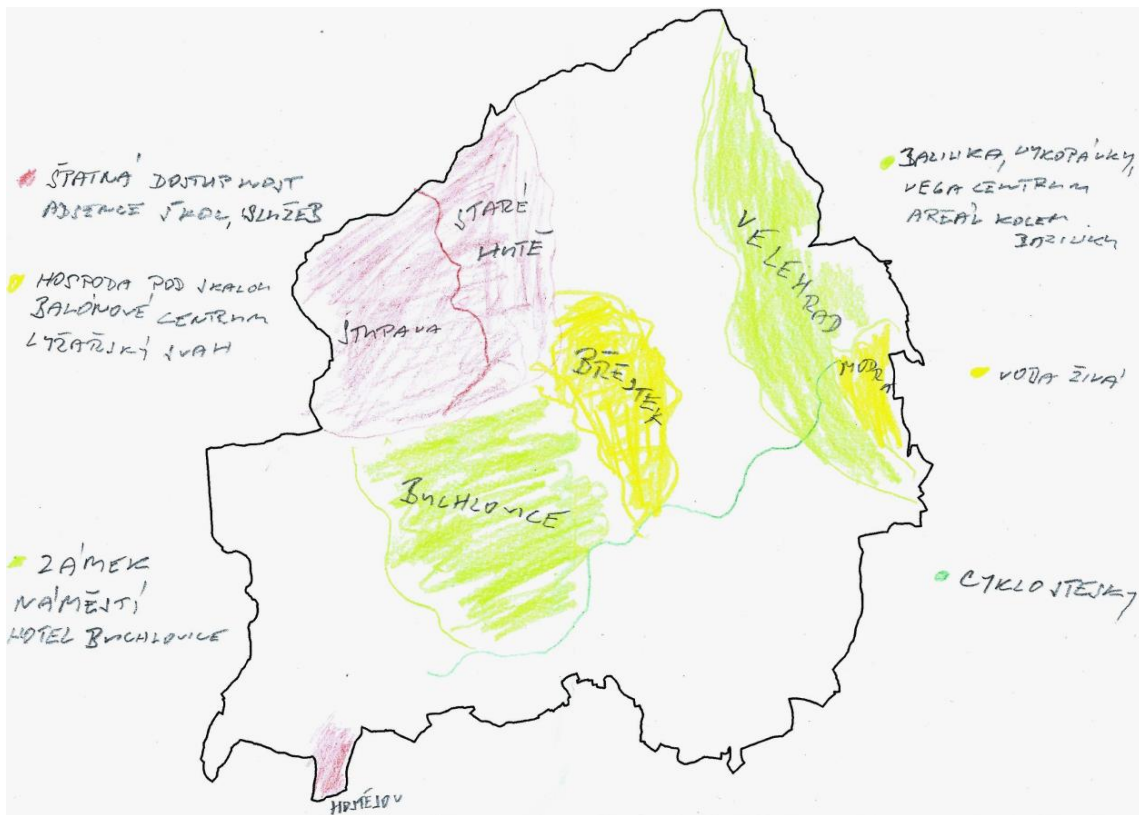 ŠPATNÁ DOSTUPNOST
ABSENCE ŠKOL, SLUŽEB
HOSPODA POD SKALOU
BALÓNOVÉ CENTRUM
LYŽAŘSKÝ SVAH
ZÁMEK
NÁMĚSTÍ
HOTEL BUCHLOVICE
STARÉ
HUTĚ
STUPAVA
BŘESTEK
BUCHLOVICE
VELEHRAD
MODRÁ
BAZILIKA, VYKOPÁVKY,
VEGA CENTRUM
AREÁL KOLEM
BAZILIKY
VODA ŽIVÁ
CYKLOSTEZKY